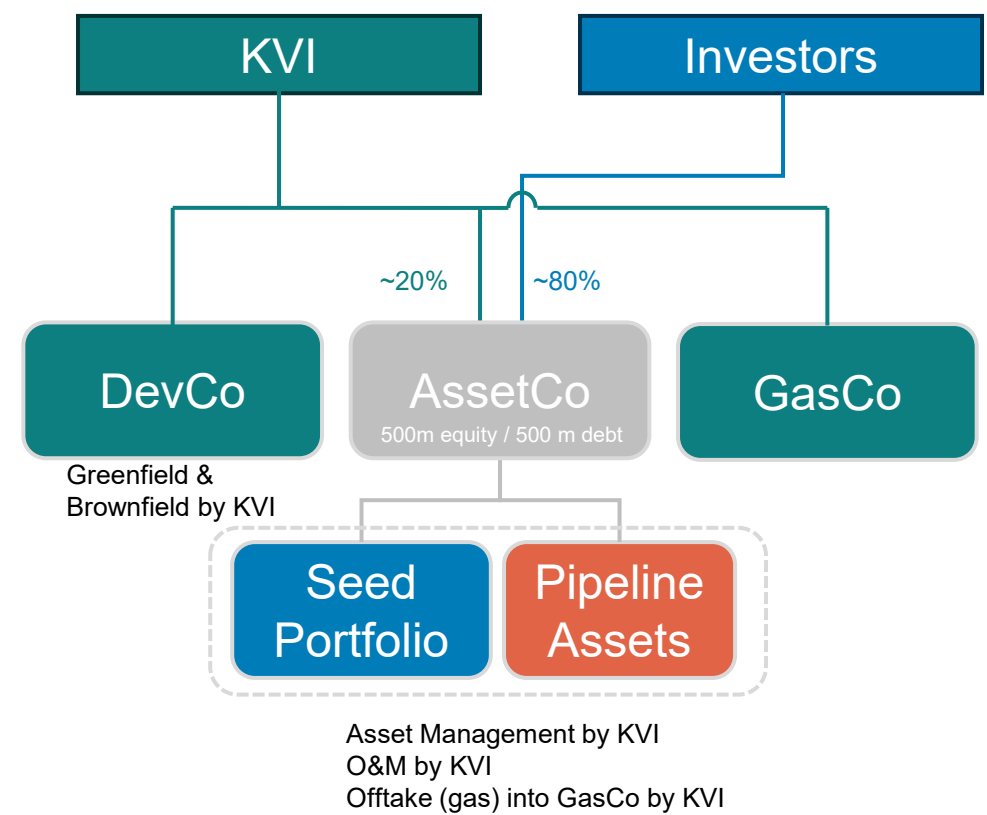 KVI
Investors
~20%
~80%
DevCo
AssetCo
500m equity / 500 m debt
GasCo
Greenfield &
Brownfield by KVI
Seed
Portfolio
Pipeline
Assets
Asset Management by KVI
O&M by KVI
Offtake (gas) into GasCo by KVI